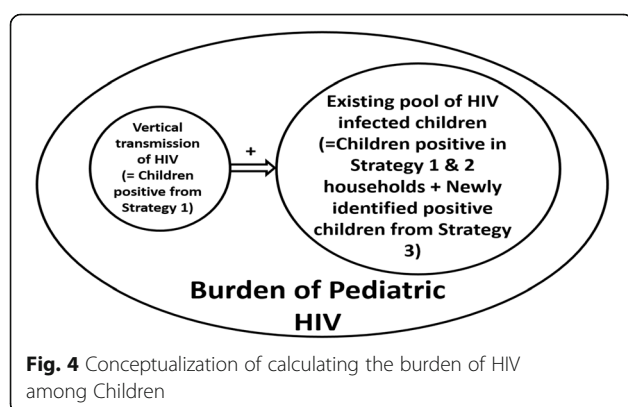 Vertical
transmission
of HIV
(= Children
positive from
Strategy 1)
+
Existing pool of HIV
infected children
(=Children positive in
Strategy 1 & 2
households + Newly
identified positive
children from Strategy
3)
Burden of Pediatric
HIV
Fig. 4 Conceptualization of calculating the burden of HIV
among Children